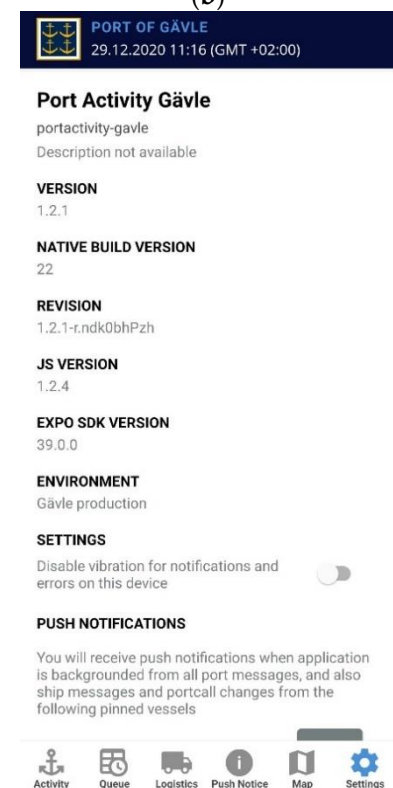 (b)
PORT OF GÄVLE
29.12.2020 11:16 (GMT +02:00)
Port Activity Gävle
portactivity-gavle
Description not available
VERSION
1.2.1
NATIVE BUILD VERSION
22
REVISION
1.2.1-r.ndk0bhPzh
JS VERSION
1.2.4
EXPO SDK VERSION
39.0.0
ENVIRONMENT
Gävle production
SETTINGS
Disable vibration for notifications and
errors on this device
PUSH NOTIFICATIONS
You will receive push notifications when application
is backgrounded from all port messages, and also
ship messages and portcall changes from the
following pinned vessels
Activity Queue Logistics Push Notice Map Settings